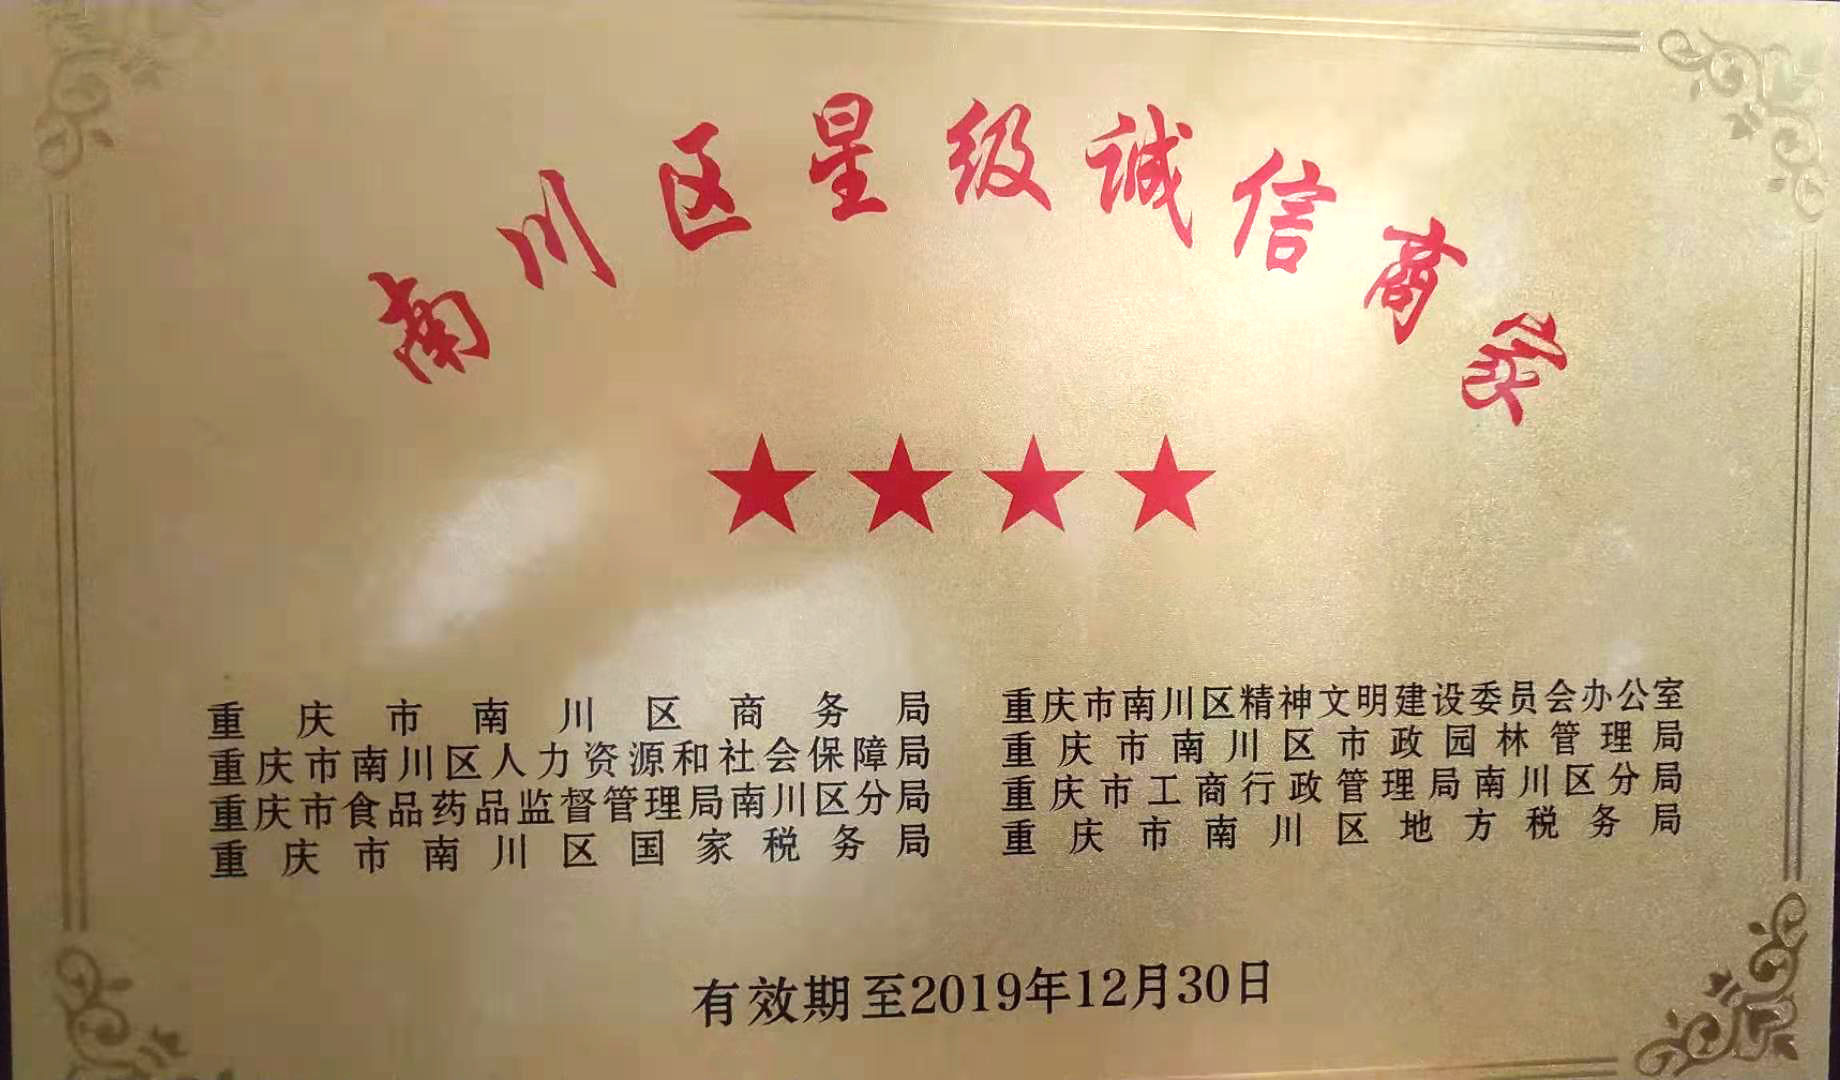 南川区星级诚信商家
★★★★
重庆市南川区商务局
重庆市南川区人力资源和社会保障局
重庆市食品药品监督管理局南川区分局
重庆市南川区国家税务局
重庆市南川区精神文明建设委员会办公室
重庆市南川区市政园林管理局
重庆市工商行政管理局南川区分局
重庆市南川区地方税务局
有效期至2019年12月30日